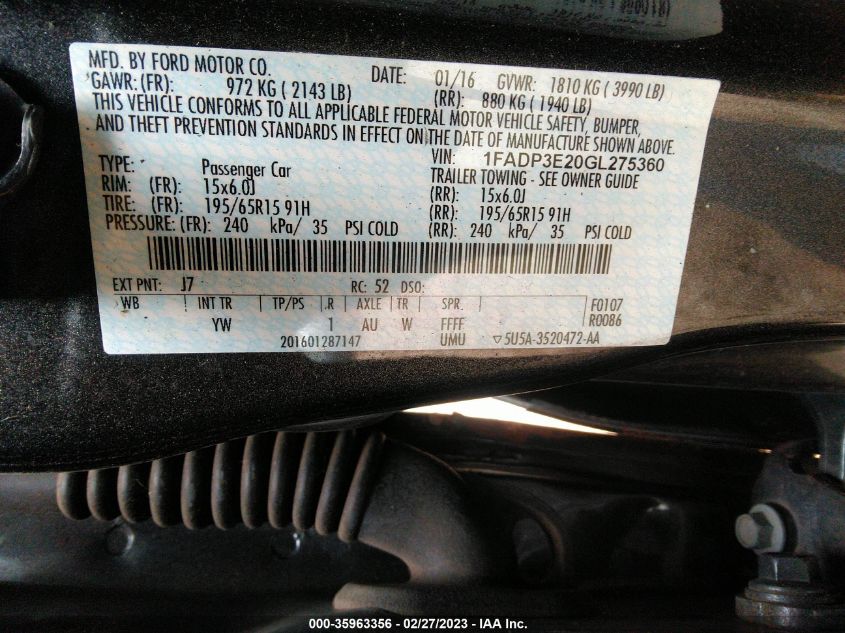 MFD. BY FORD MOTOR CO. DATE: 01/16 GVWR: 1810 KG ( 3990 LB)
GAWR: (FR): 972 KG ( 2143 LB) (RR): 880 KG ( 1940 LB)
THIS VEHICLE CONFORMS TO ALL APPLICABLE FEDERAL MOTOR VEHICLE SAFETY, BUMPER,
AND THEFT PREVENTION STANDARDS IN EFFECT ON THE DATE OF MANUFACTURE SHOWN ABOVE.
VIN: 1FADP3E20GL275360
TYPE: Passenger Car TRAILER TOWING - SEE OWNER GUIDE
RIM: (FR): 15x6.0J (RR): 15x6.0J
TIRE: (FR): 195/65R15 91H (RR): 195/65R15 91H
PRESSURE: (FR): 240 kPa/ 35 PSI COLD (RR): 240 kPa/ 35 PSI COLD
EXT PNT: J7 RC: 52 DSO:
WB INT TR TP/PS R AXLE TR SPR F0107
YW 1 AU W FFFF R0086
201601287147 UMU ▽5U5A-3520472-AA
000-35963356 - 02/27/2023 - IAA Inc.